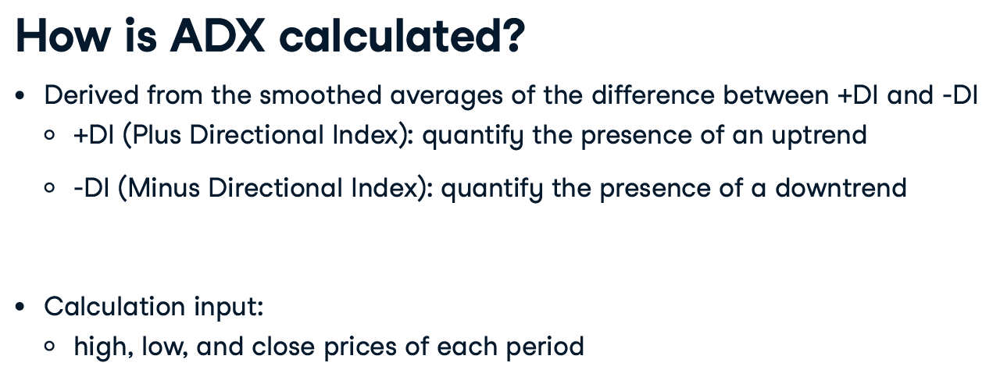 How is ADX calculated?
• Derived from the smoothed averages of the difference between +DI and -DI
◦ +DI (Plus Directional Index): quantify the presence of an uptrend
◦ -DI (Minus Directional Index): quantify the presence of a downtrend
• Calculation input:
◦ high, low, and close prices of each period